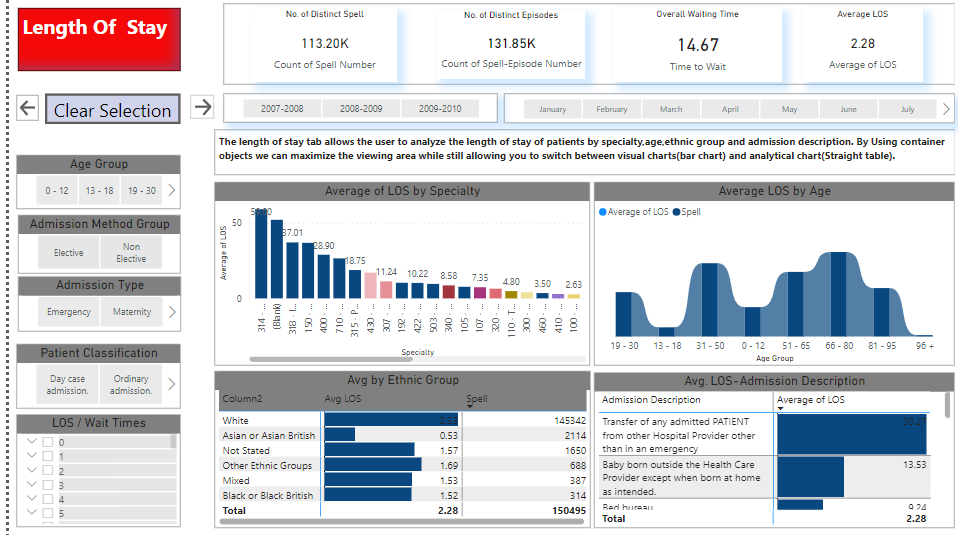 Length Of Stay
No. of Distinct Spell
113.20K
Count of Spell Number
No. of Distinct Episodes
131.85K
Count of Spell-Episode Number
Overall Waiting Time
14.67
Time to Wait
Average LOS
2.28
Average of LOS
Clear Selection
2007-2008 2008-2009 2009-2010
January February March April May June July
The length of stay tab allows the user to analyze the length of stay of patients by specialty,age,ethnic group and admission description. By Using container
objects we can maximize the viewing area while still allowing you to switch between visual charts(bar chart) and analytical chart(Straight table).
Age Group
0 - 12 13 - 18 19 - 30
Admission Method Group
Elective
Non
Elective
Admission Type
Emergency Maternity
Patient Classification
Day case
admission.
Ordinary
admission.
LOS / Wait Times
0
1
2
3
4
5
Average of LOS by Specialty
Average of LOS
50
0
37.01
28.90
18.75
11.24
10.22
8.58
7.35
4.80
3.50
2.63
314 - ...
(Blank)
318 - I...
150 - ...
400 - ...
710 - ...
315 - P...
430 - ...
307 - ...
192 - ...
422 - ...
503 - ...
340 - ...
105 - ...
107 - ...
320 - ...
110 - T...
300 - ...
460 - ...
410 - ...
100 - ...
Specialty
Average LOS by Age
Average of LOS Spell
19 - 30 13 - 18 31 - 50 0 - 12 51 - 65 66 - 80 81 - 95 96 +
Age Group
Avg by Ethnic Group
Column2 Avg LOS Spell
White 145342
Asian or Asian British 0.53 2114
Not Stated 1.57 1650
Other Ethnic Groups 1.69 688
Mixed 1.53 387
Black or Black British 1.52 314
Total 2.28 150495
Avg. LOS-Admission Description
Admission Description Average of LOS
Transfer of any admitted PATIENT
from other Hospital Provider other
than in an emergency
30.27
Baby born outside the Health Care
Provider except when born at home
as intended.
13.53
Bed bureau 9.24
Total 2.28